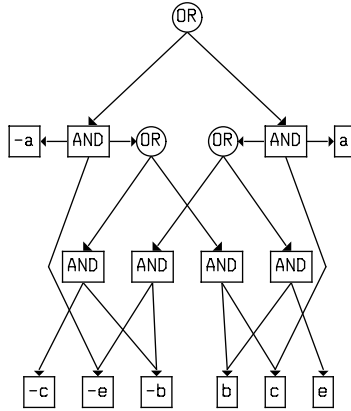 OR
-a AND OR OR AND a
AND AND AND AND
-c -e -b b c e